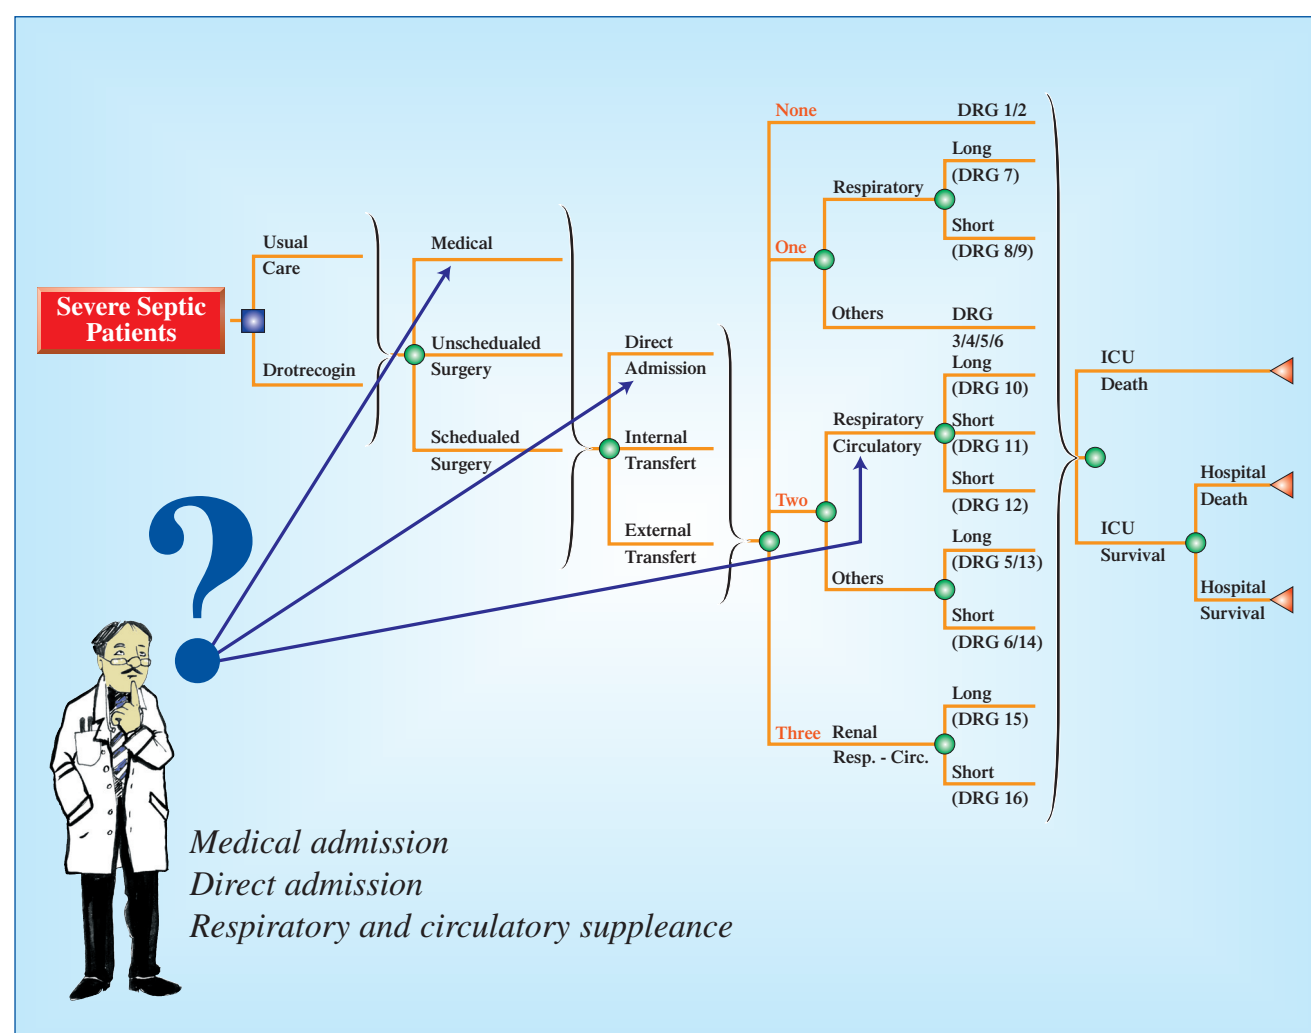 Severe Septic
Patients
Usual
Care
Drotrecogin
Medical
Unschedualed
Surgery
Schedualed
Surgery
Direct
Admission
Internal
Transfert
External
Transfert
None
DRG 1/2
One
Respiratory
Long
(DRG 7)
Short
(DRG 8/9)
Others
DRG
3/4/5/6
Two
Respiratory
Circulatory
Long
(DRG 10)
Short
(DRG 11)
Short
(DRG 12)
Others
Long
(DRG 5/13)
Short
(DRG 6/14)
Three
Renal
Resp. - Circ.
Long
(DRG 15)
Short
(DRG 16)
ICU
Death
ICU
Survival
Hospital
Death
Hospital
Survival
?
Medical admission
Direct admission
Respiratory and circulatory suppleance